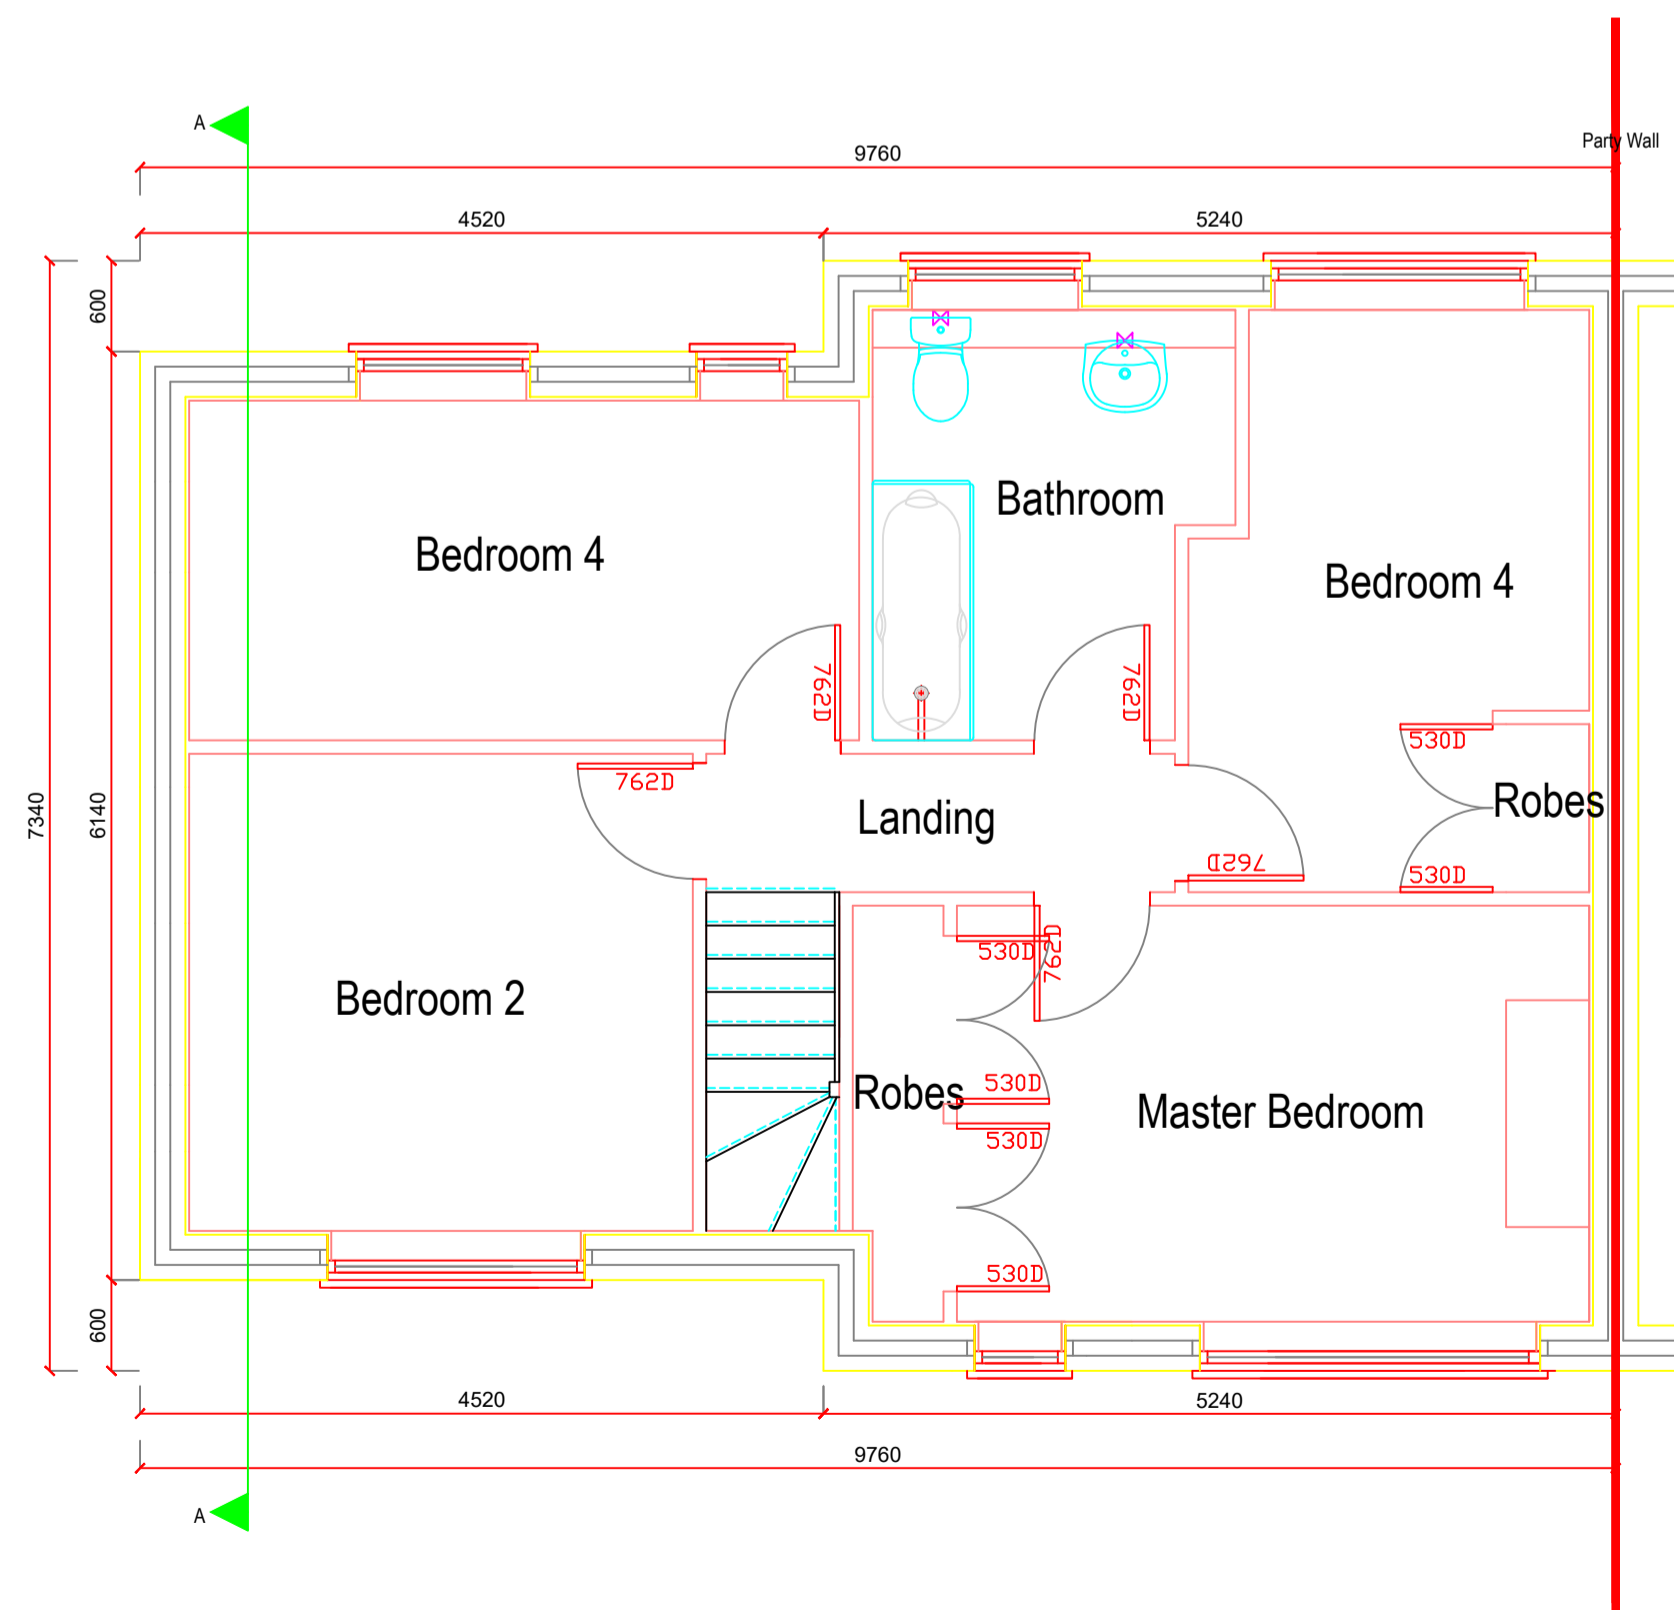 A
Party Wall
9760
4520
5240
600
Bathroom
Bedroom 4
Bedroom 4
762D
762D
530D
762D
Robes
7340
6140
Landing
762D
530D
530D
762D
Bedroom 2
530D
Robes
Master Bedroom
530D
530D
600
4520
5240
9760
A